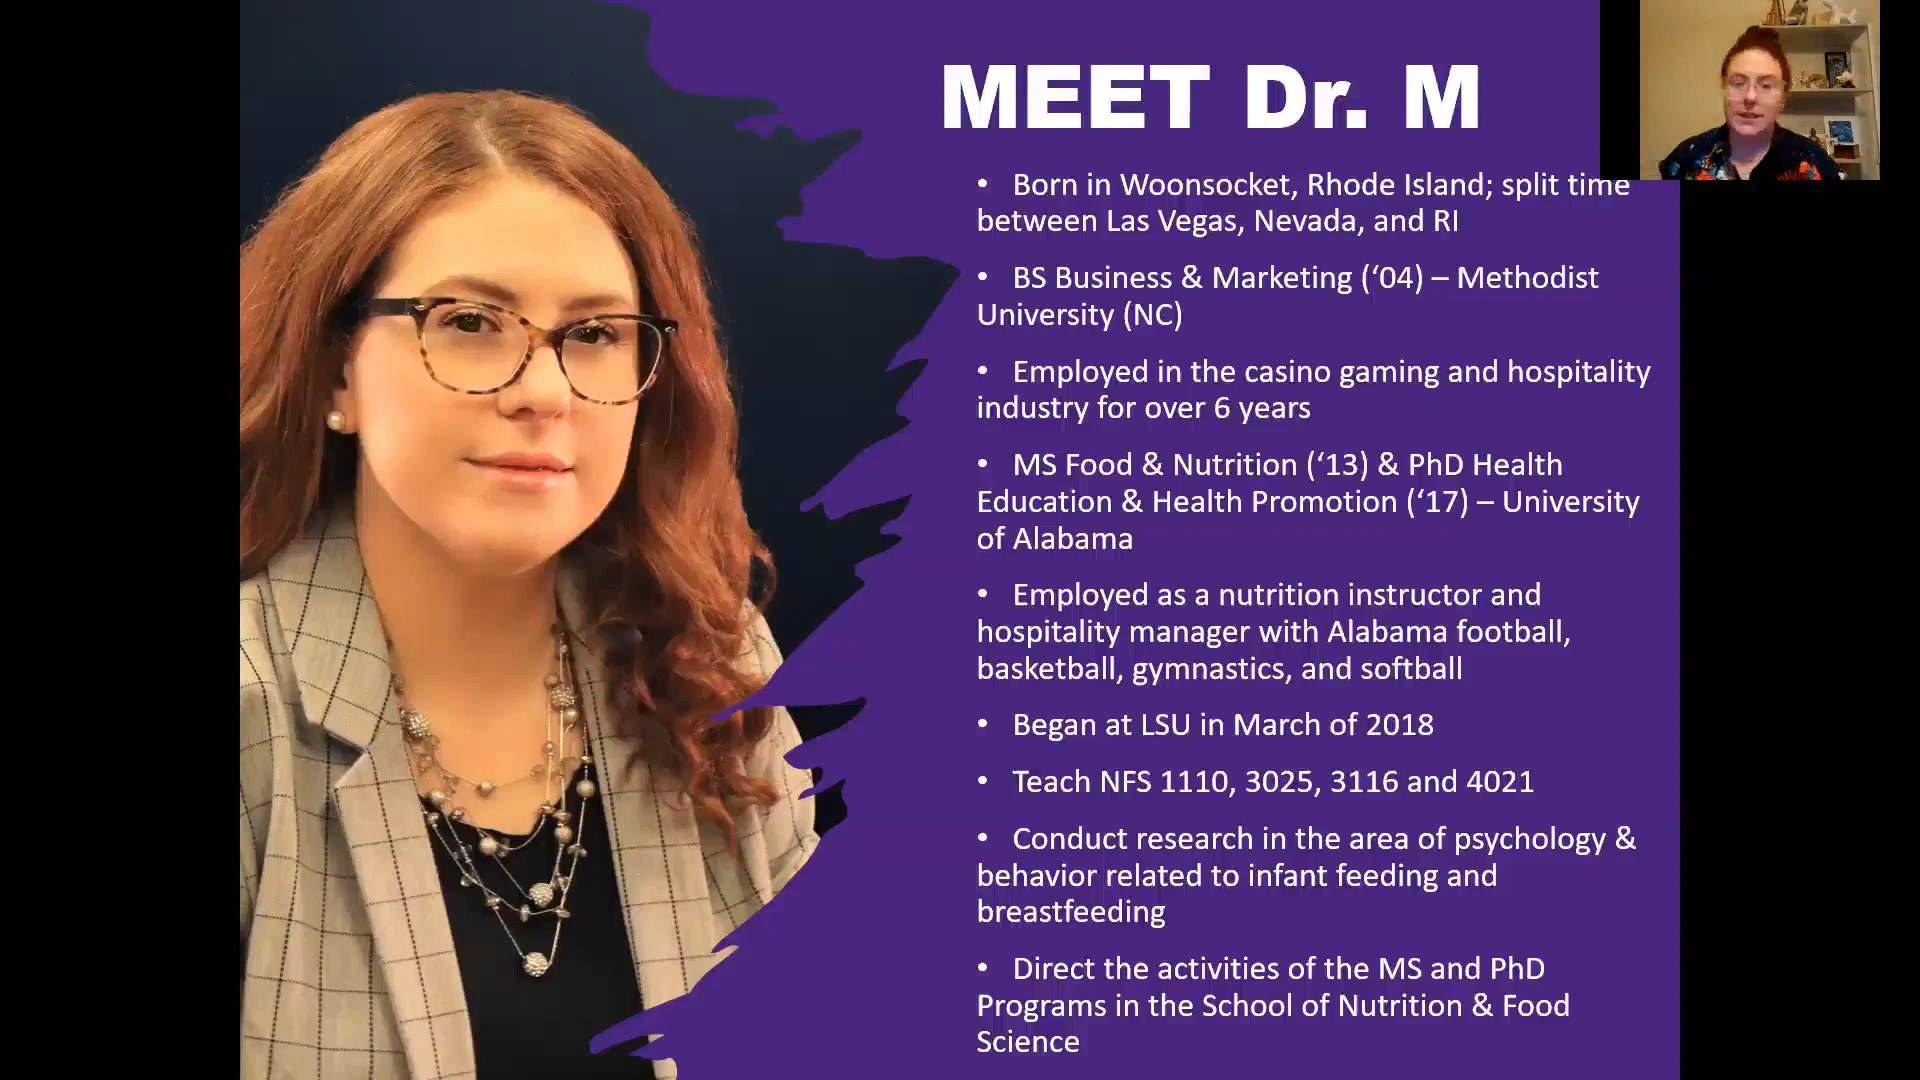 MEET Dr. M
• Born in Woonsocket, Rhode Island; split time
between Las Vegas, Nevada, and RI
• BS Business & Marketing (‘04) – Methodist
University (NC)
• Employed in the casino gaming and hospitality
industry for over 6 years
• MS Food & Nutrition (‘13) & PhD Health
Education & Health Promotion (‘17) – University
of Alabama
• Employed as a nutrition instructor and
hospitality manager with Alabama football,
basketball, gymnastics, and softball
• Began at LSU in March of 2018
• Teach NFS 1110, 3025, 3116 and 4021
• Conduct research in the area of psychology &
behavior related to infant feeding and
breastfeeding
• Direct the activities of the MS and PhD
Programs in the School of Nutrition & Food
Science